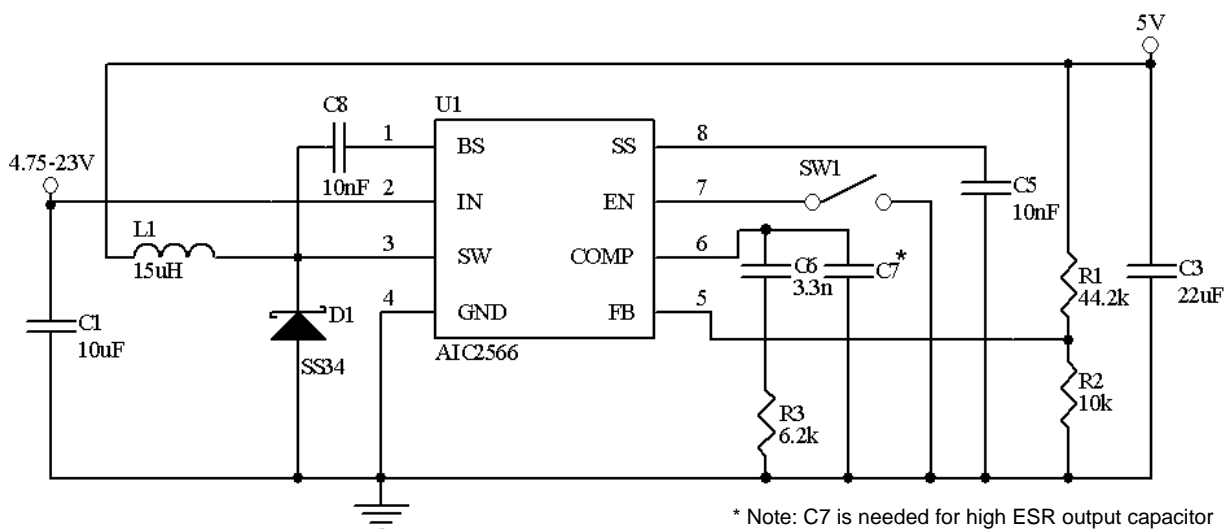 5V
C8
U1
1
BS
SS
8
10nF
4.75-23V
2
IN
EN
7
SW1
C5
10nF
L1
15uH
3
SW
COMP
6
C6
3.3n
C7*
R1
44.2k
C3
22uF
4
GND
FB
5
D1
SS34
C1
10uF
AIC2566
R2
10k
R3
6.2k
* Note: C7 is needed for high ESR output capacitor